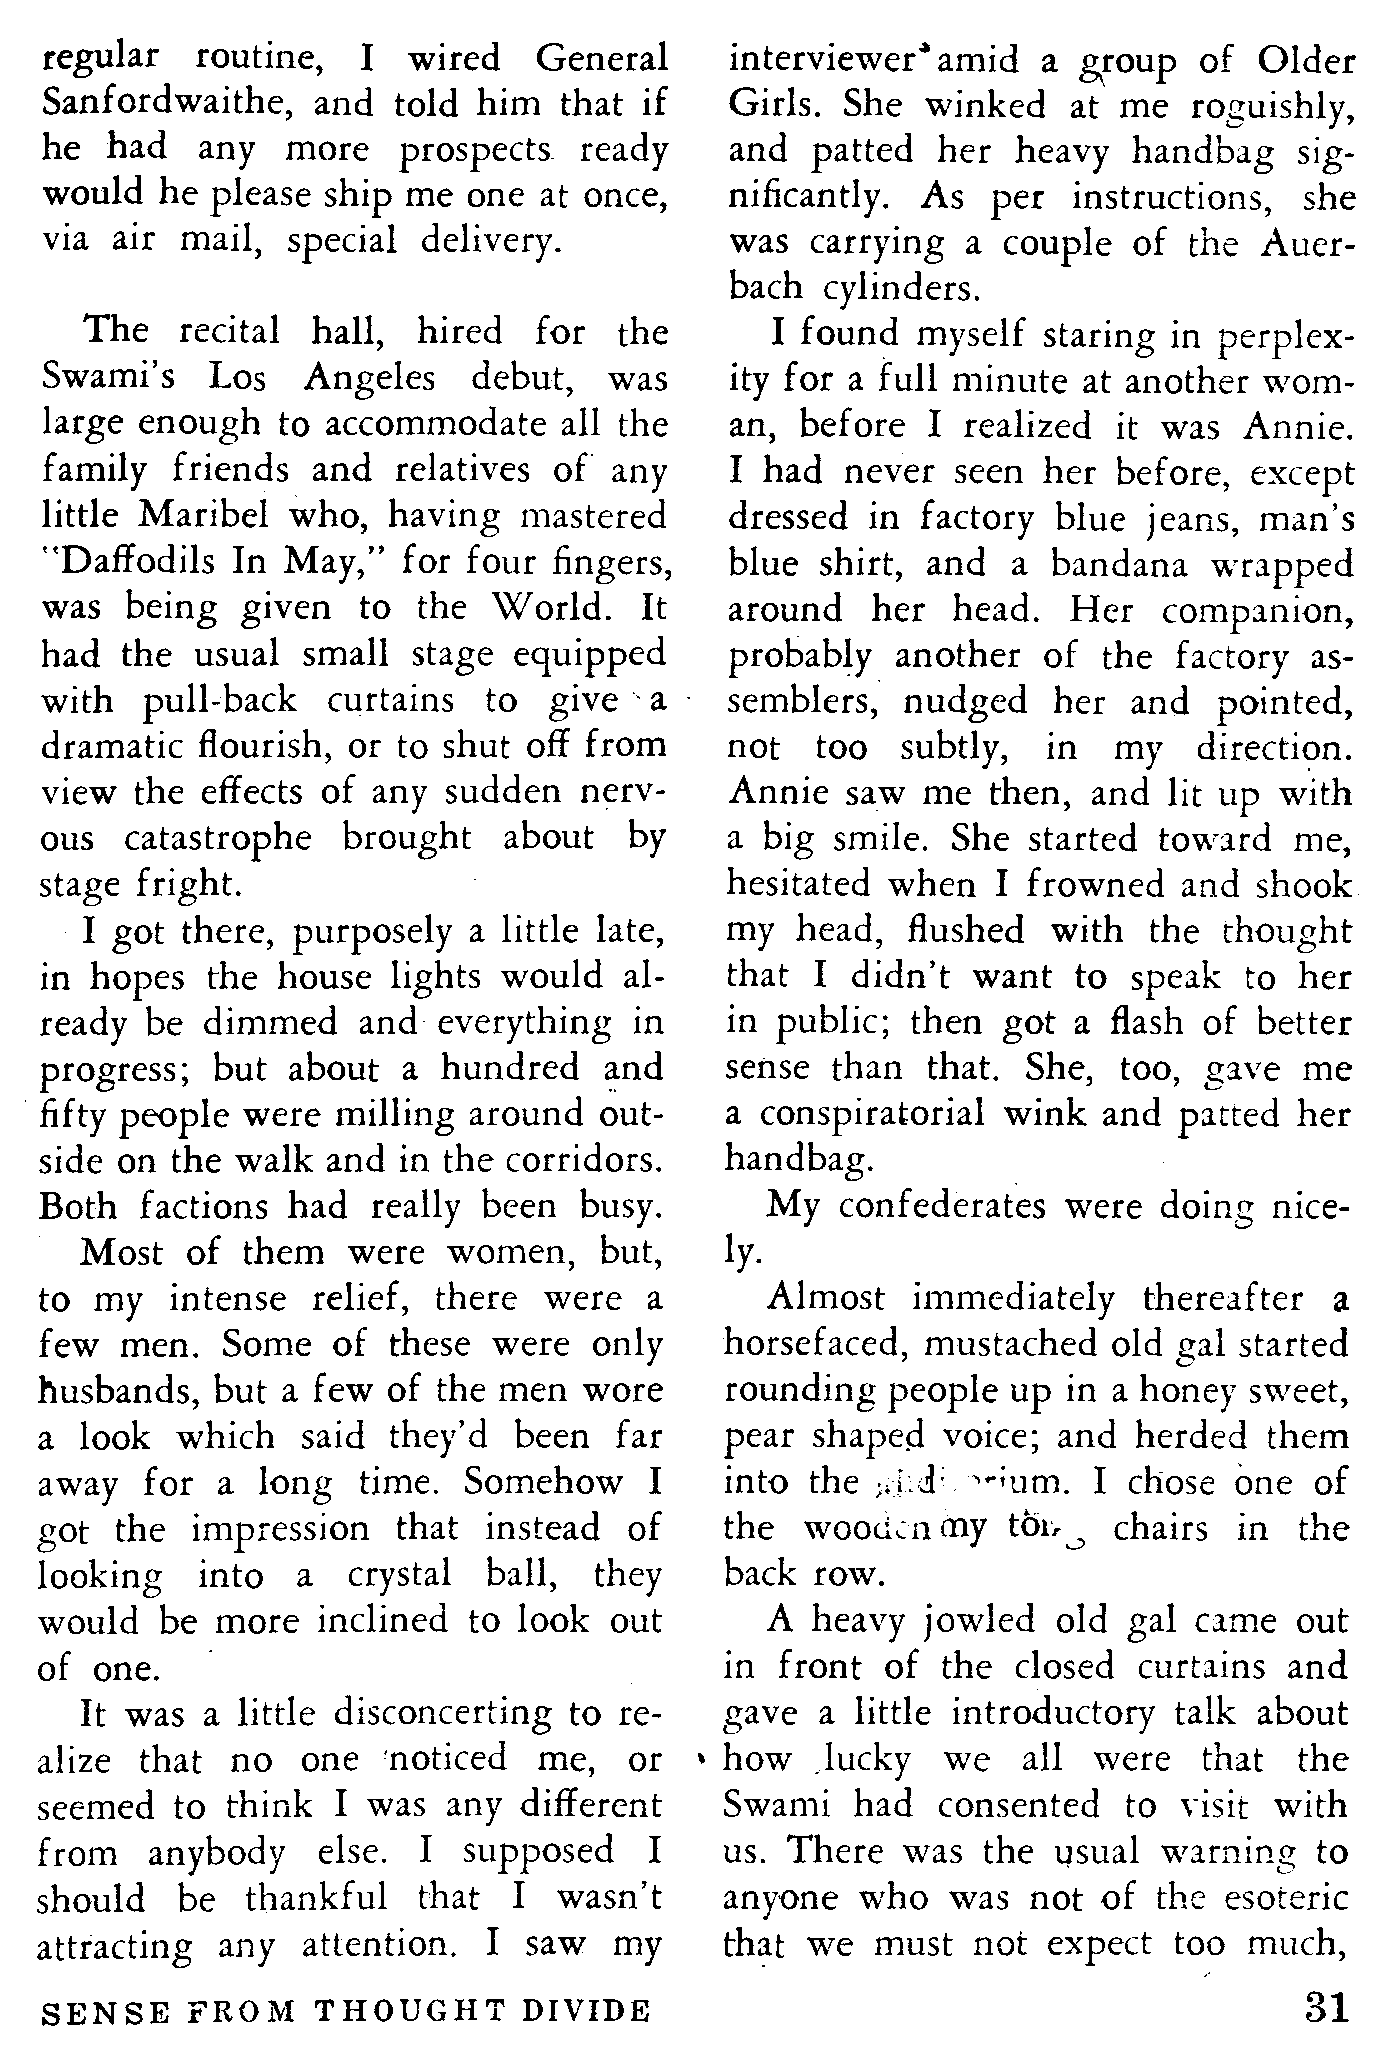 regular routine, I wired General
Sanfordwaithe, and told him that if
he had any more prospects ready
would he please ship me one at once,
via air mail, special delivery.
The recital hall, hired for the
Swami's Los Angeles debut, was
large enough to accommodate all the
family friends and relatives of any
little Maribel who, having mastered
"Daffodils In May," for four fingers,
was being given to the World. It
had the usual small stage equipped
with pull-back curtains to give a
dramatic flourish, or to shut off from
view the effects of any sudden nerv-
ous catastrophe brought about by
stage fright.
I got there, purposely a little late,
in hopes the house lights would al-
ready be dimmed and everything in
progress; but about a hundred and
fifty people were milling around out-
side on the walk and in the corridors.
Both factions had really been busy.
Most of them were women, but,
to my intense relief, there were a
few men. Some of these were only
husbands, but a few of the men wore
a look which said they'd been far
away for a long time. Somehow I
got the impression that instead of
looking into a crystal ball, they
would be more inclined to look out
of one.
It was a little disconcerting to re-
alize that no one noticed me, or
seemed to think I was any different
from anybody else. I supposed I
should be thankful that I wasn't
attracting any attention. I saw my
interviewer amid a group of Older
Girls. She winked at me roguishly,
and patted her heavy handbag sig-
nificantly. As per instructions, she
was carrying a couple of the Auer-
bach cylinders.
I found myself staring in perplex-
ity for a full minute at another wom-
an, before I realized it was Annie.
I had never seen her before, except
dressed in factory blue jeans, man's
blue shirt, and a bandana wrapped
around her head. Her companion,
probably another of the factory as-
semblers, nudged her and pointed,
not too subtly, in my direction.
Annie saw me then, and lit up with
a big smile. She started toward me,
hesitated when I frowned and shook
my head, flushed with the thought
that I didn't want to speak to her
in public; then got a flash of better
sense than that. She, too, gave me
a conspiratorial wink and patted her
handbag.
My confederates were doing nice-
ly.
Almost immediately thereafter a
horsefaced, mustached old gal started
rounding people up in a honey sweet,
pear shaped voice; and herded them
into the I chose one of
the wooden my chairs in the
back row.
A heavy jowled old gal came out
in front of the closed curtains and
gave a little introductory talk about
how lucky we all were that the
Swami had consented to visit with
us. There was the usual warning to
anyone who was not of the esoteric
that we must not expect too much,
SENSE FROM THOUGHT DIVIDE 31